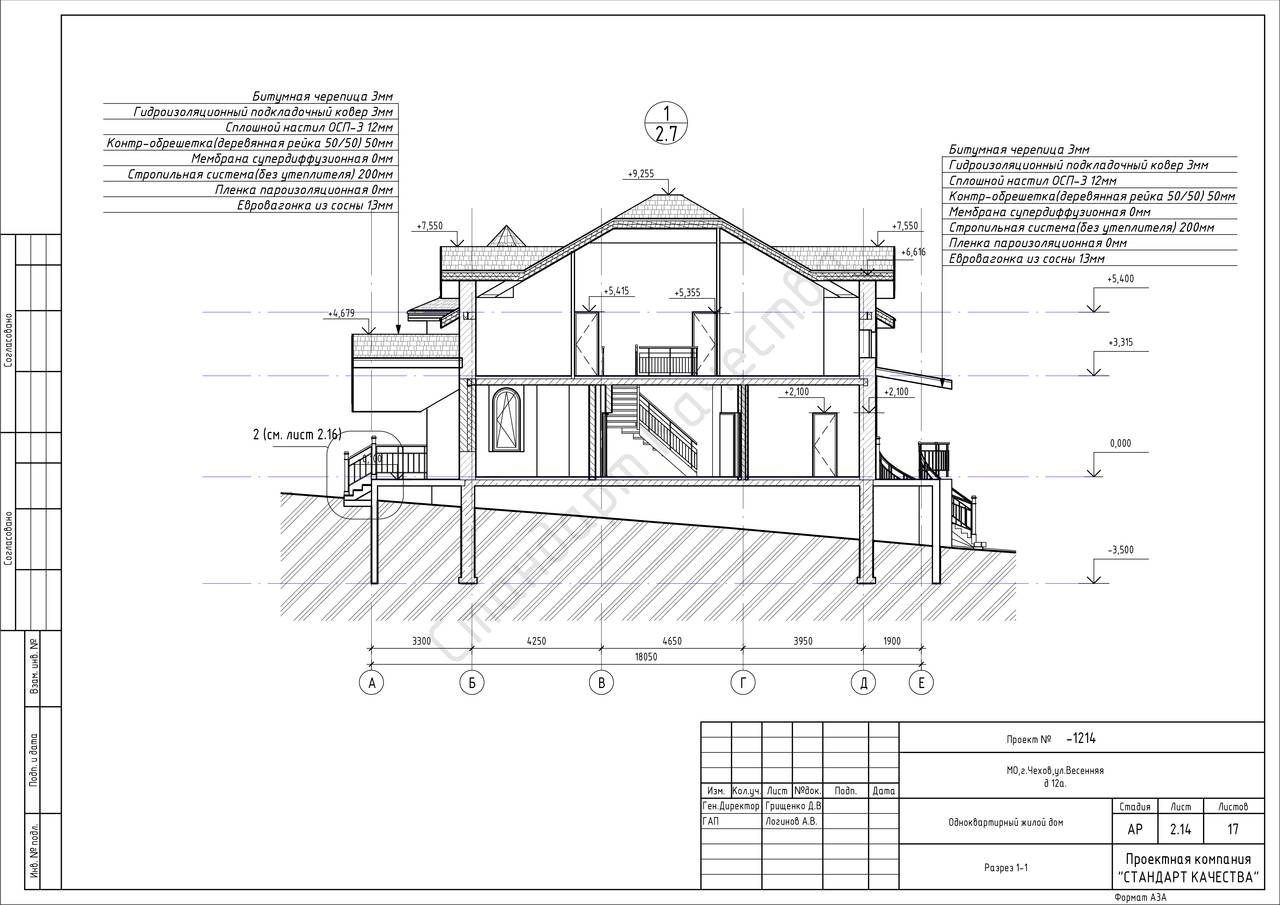 Битумная черепица 3мм
Гидроизоляционный подкладочный ковер 3мм
Сплошной настил ОСП-3 12мм
Контр-обрешетка(деревянная рейка 50/50) 50мм
Мембрана супердиффузионная 0мм
Стропильная система(без утеплителя) 200мм
Пленка пароизоляционная 0мм
Евровагонка из сосны 13мм
1
2.7
Битумная черепица 3мм
Гидроизоляционный подкладочный ковер 3мм
Сплошной настил ОСП-3 12мм
Контр-обрешетка(деревянная рейка 50/50) 50мм
Мембрана супердиффузионная 0мм
Стропильная система(без утеплителя) 200мм
Пленка пароизоляционная 0мм
Евровагонка из сосны 13мм
+9,255
+7,550
+7,550
+6,616
+5,400
+5,415
+5,355
+4,679
+3,315
+2,100
+2,100
2 (см. лист 2.16)
0,000
-3,500
Стандарт качества
3300
4250
4650
3950
1900
18050
А
Б
В
Г
Д
Е
Согласовано
Согласовано
Взам. инв. №
Подп. и дата
Инв. № подл.
Проект № -1214
МО,г.Чехов,ул.Весенняя
д 12а.
Изм. Кол.уч. Лист №док. Подп. Дата
Ген.Директор Грищенко Д.В
ГАП Логинов А.В.
Одноквартирный жилой дом
Стадия Лист Листов
АР 2.14 17
Разрез 1-1
Проектная компания
"СТАНДАРТ КАЧЕСТВА"
Формат А3А